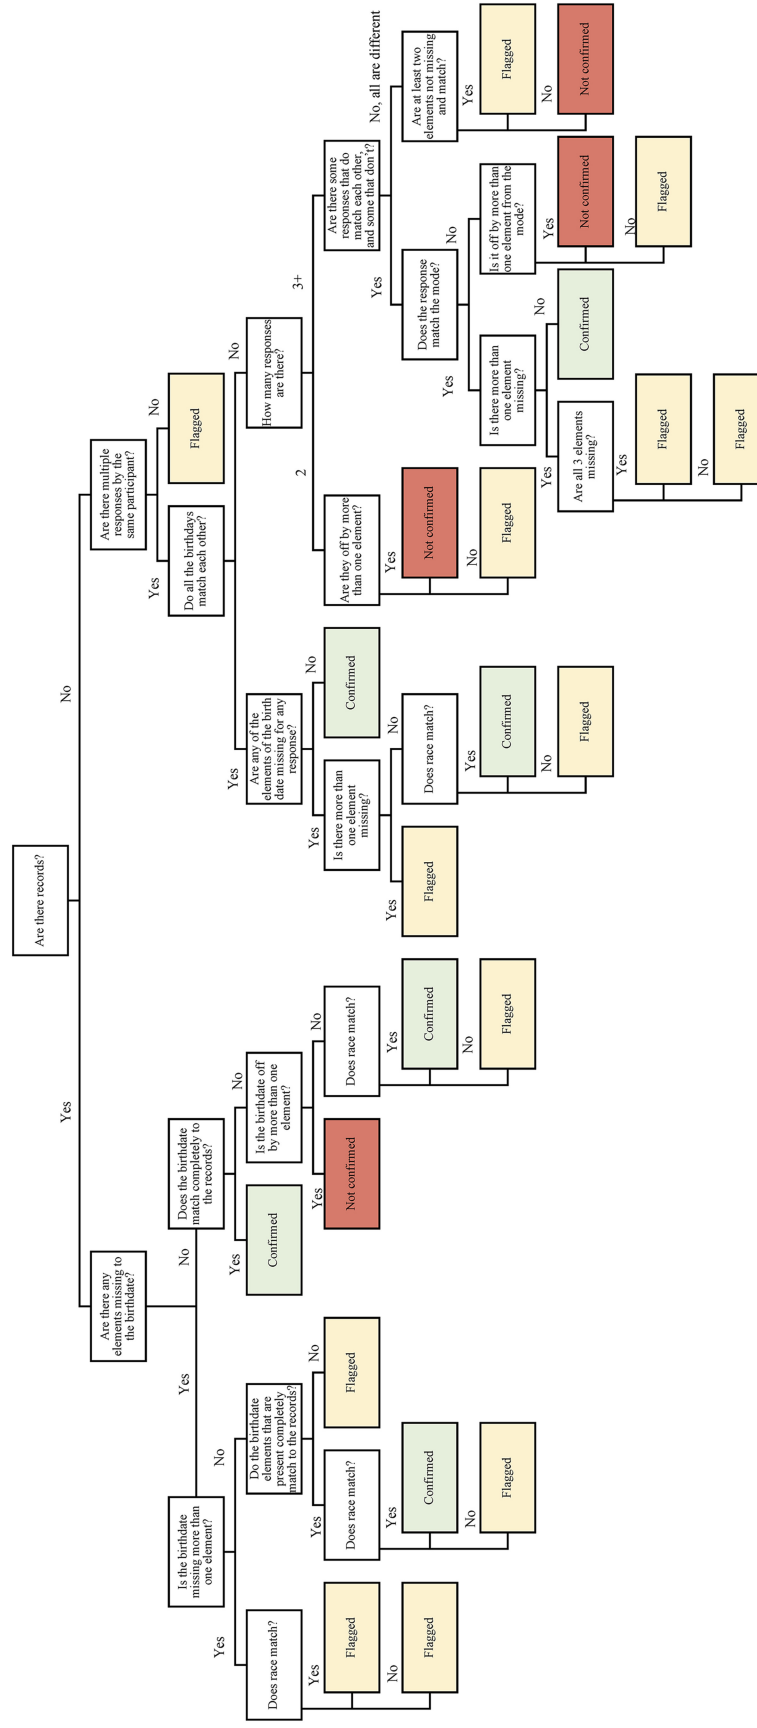 Are there records?
Yes
No
Are there any
elements missing to
the birthdate?
Yes
No
Is the birthdate
missing more than
one element?
Yes
No
Does race match?
Yes
Flagged
No
Flagged
Do the birthdate
elements that are
present completely
match to the records?
Yes
No
Does race match?
Yes
Confirmed
No
Flagged
Flagged
Does the birthdate
match completely to
the records?
Yes
No
Confirmed
Is the birthdate off
by more than one
element?
Yes
No
Not confirmed
Does race match?
Yes
Confirmed
No
Flagged
Are there multiple
responses by the
same participant?
Yes
No
Do all the birthdays
match each other?
Flagged
Yes
No
Are any of the
elements of the birth
date missing for any
response?
Yes
No
Is there more than
one element
missing?
Confirmed
Yes
No
Flagged
Does race match?
Yes
Confirmed
No
Flagged
How many responses
are there?
2
3+
Are they off by more
than one element?
Yes
Not confirmed
No
Flagged
Are there some
responses that do
match each other,
and some that don't?
Yes
No, all are different
Does the response
match the mode?
Yes
No
Is there more than
one element
missing?
Yes
No
Are all 3 elements
missing?
Yes
Flagged
No
Flagged
Confirmed
Is it off by more than
one element from the
mode?
Yes
Not confirmed
No
Flagged
Are at least two
elements not missing
and match?
Yes
Flagged
No
Not confirmed